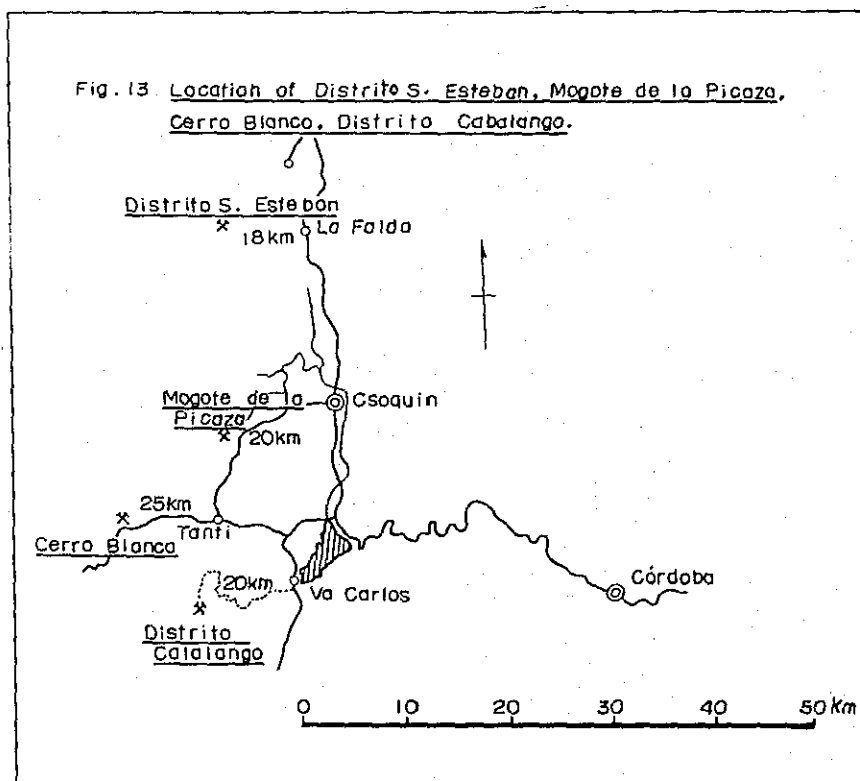 Fig. 13 Location of Distrito S. Esteban, Mogote de la Picaza,
Cerro Blanco, Distrito Cabalango.
Distrito S. Esteban
18km
La Falda
Mogote de la
Picaza
20km
Csoquin
25km
Tanti
Cerro Blanco
20km
Va Carlos
Córdoba
Distrito
Calalango
0 10 20 30 40 50 Km